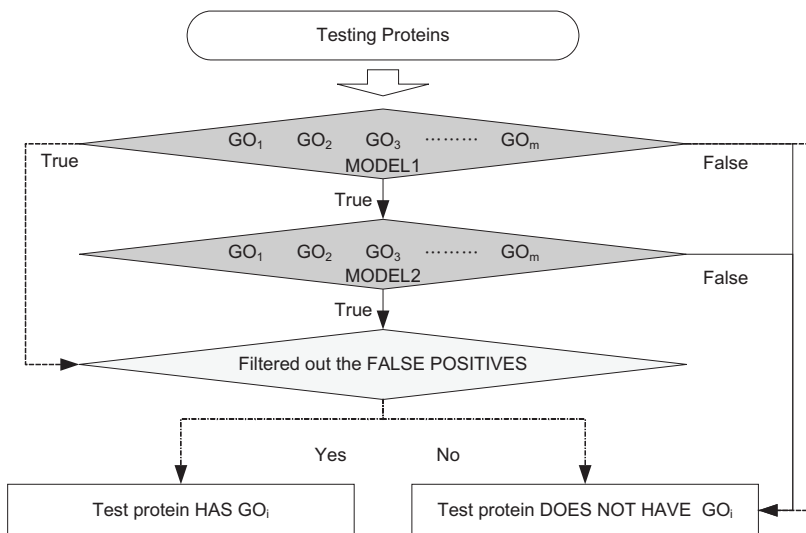 Testing Proteins
GO₁ GO₂ GO₃ ⋯⋯⋯ GOₘ
MODEL1
True
False
True
GO₁ GO₂ GO₃ ⋯⋯⋯ GOₘ
MODEL2
False
True
Filtered out the FALSE POSITIVES
Yes
No
Test protein HAS GOᵢ
Test protein DOES NOT HAVE GOᵢ